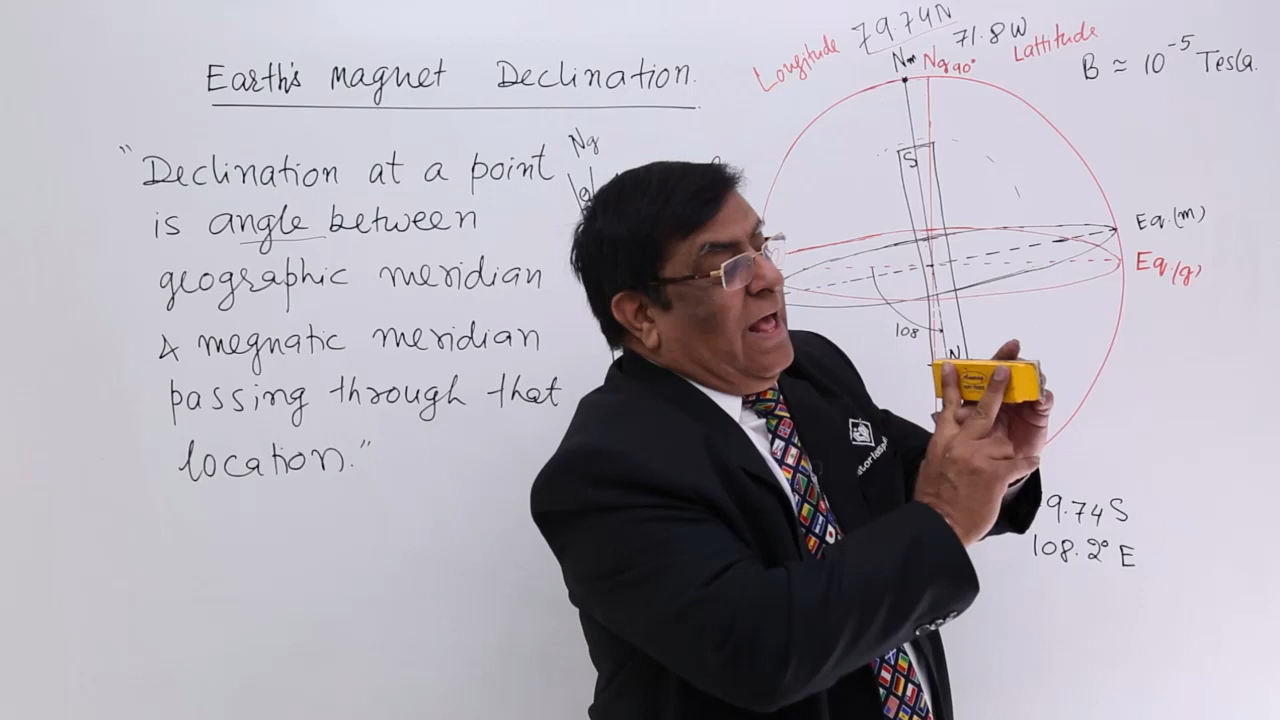 Earth's magnet Declination.
"Declination at a point
is angle between
geographic meridian
& megnatic meridian
passing through that
location."
Ng
g
Longitude
79.74N
71.8W
Lattitude
Nm Ng 90°
B ≈ 10⁻⁵ Tesla.
S
Eq.(m)
Eq.(g)
108
N
9.74 S
108.2° E